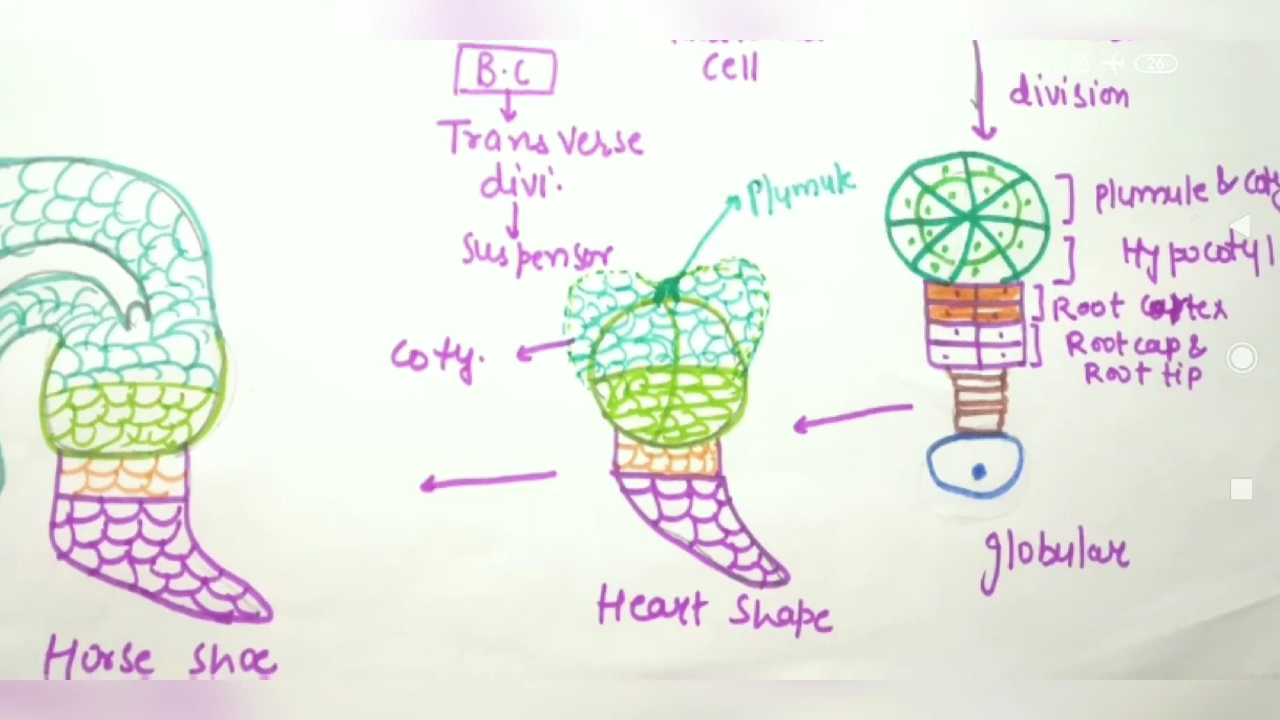 B.C
Cell
division
Transverse
divi.
Suspensor
Plumule
Plumule & coty
Hypocotyl
Root Cortex
Root cap &
Root tip
Coty.
globular
Heart Shape
Horse shoe
26